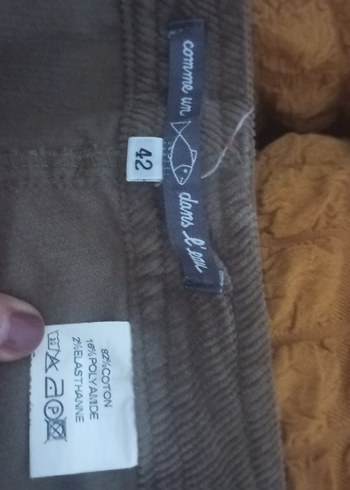 comme un dans l'eau
42
82%COTON
16%POLYAMIDE
2%ELASTHANNE
P